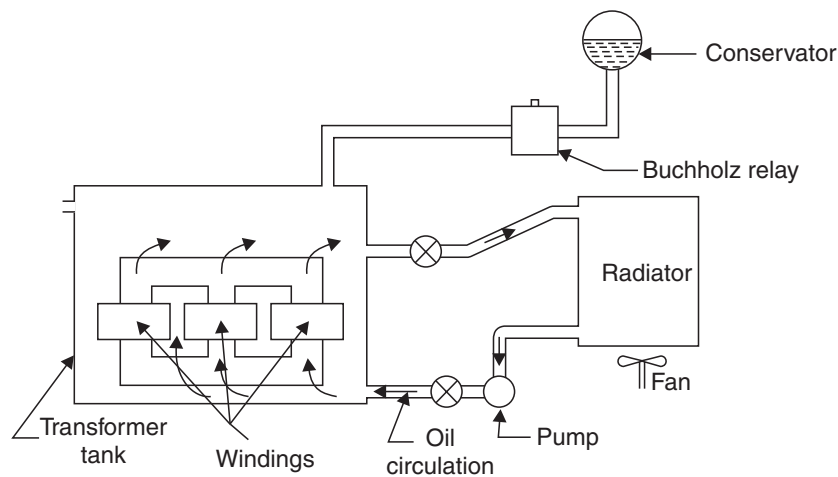 Conservator
Buchholz relay
Radiator
Fan
Transformer
tank
Windings
Oil
circulation
Pump